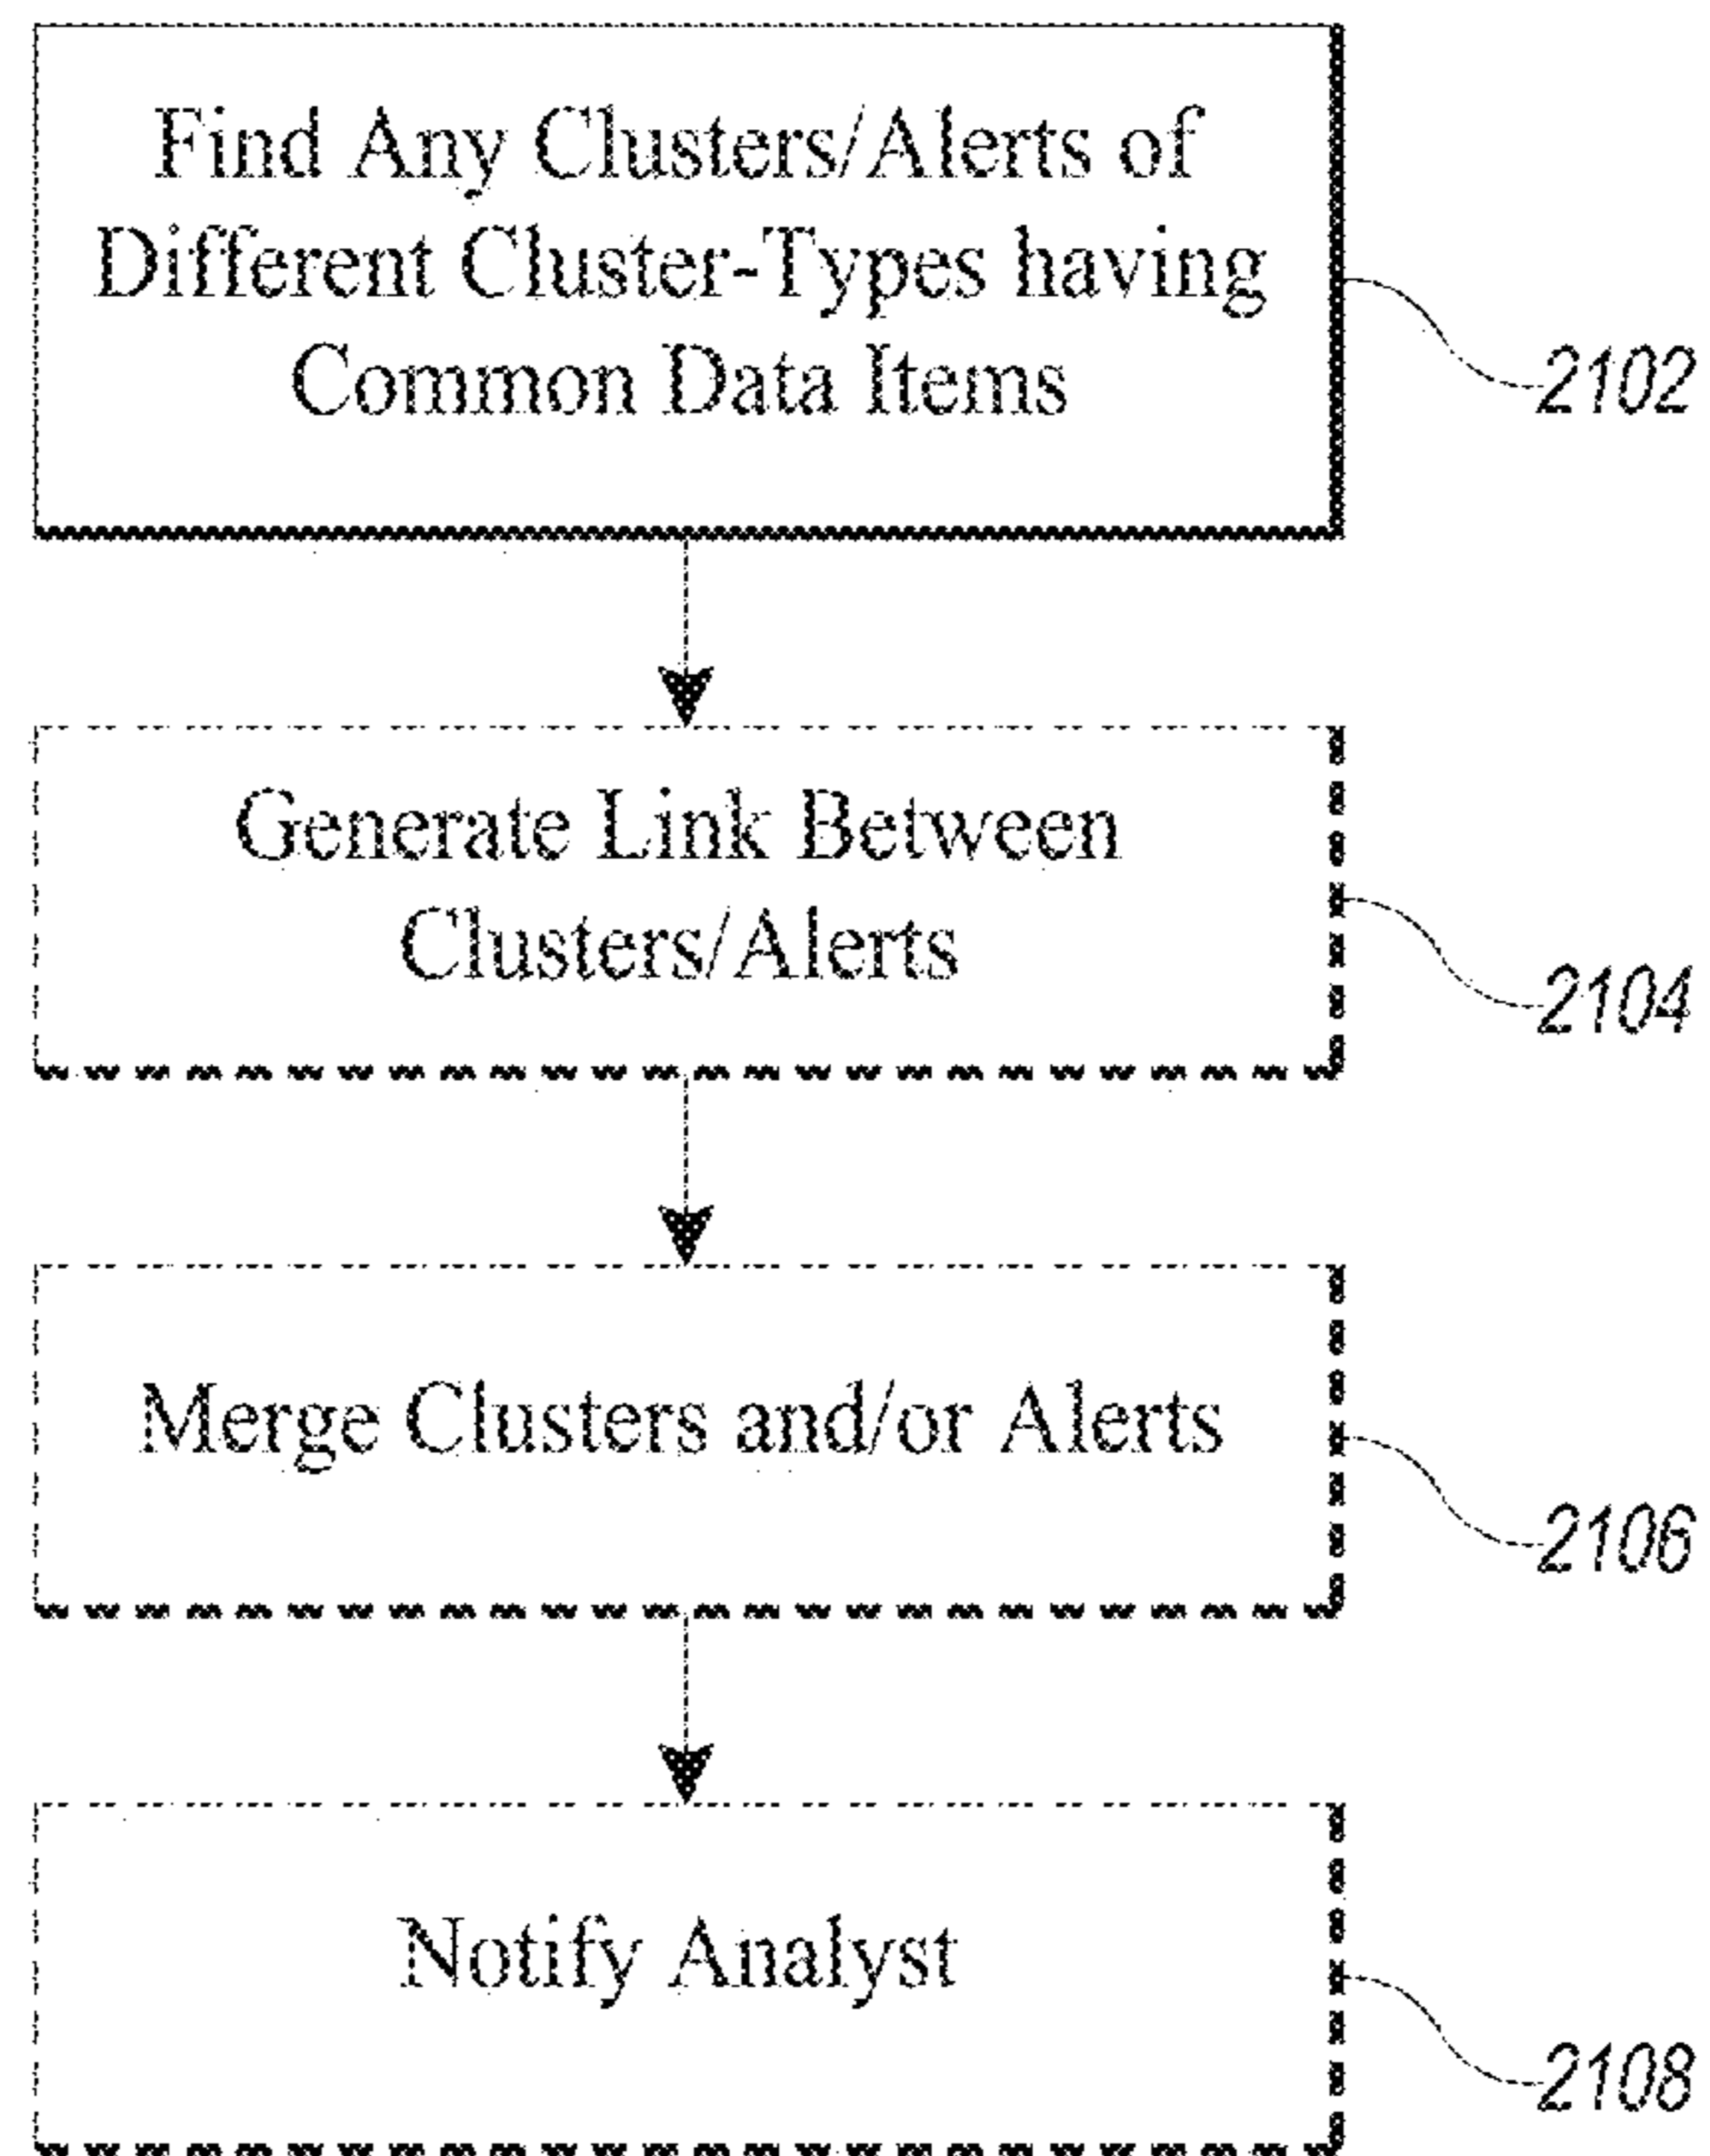 Find Any Clusters/Alerts of
Different Cluster-Types having
Common Data Items
2102
Generate Link Between
Clusters/Alerts
2104
Merge Clusters and/or Alerts
2106
Notify Analyst
2108